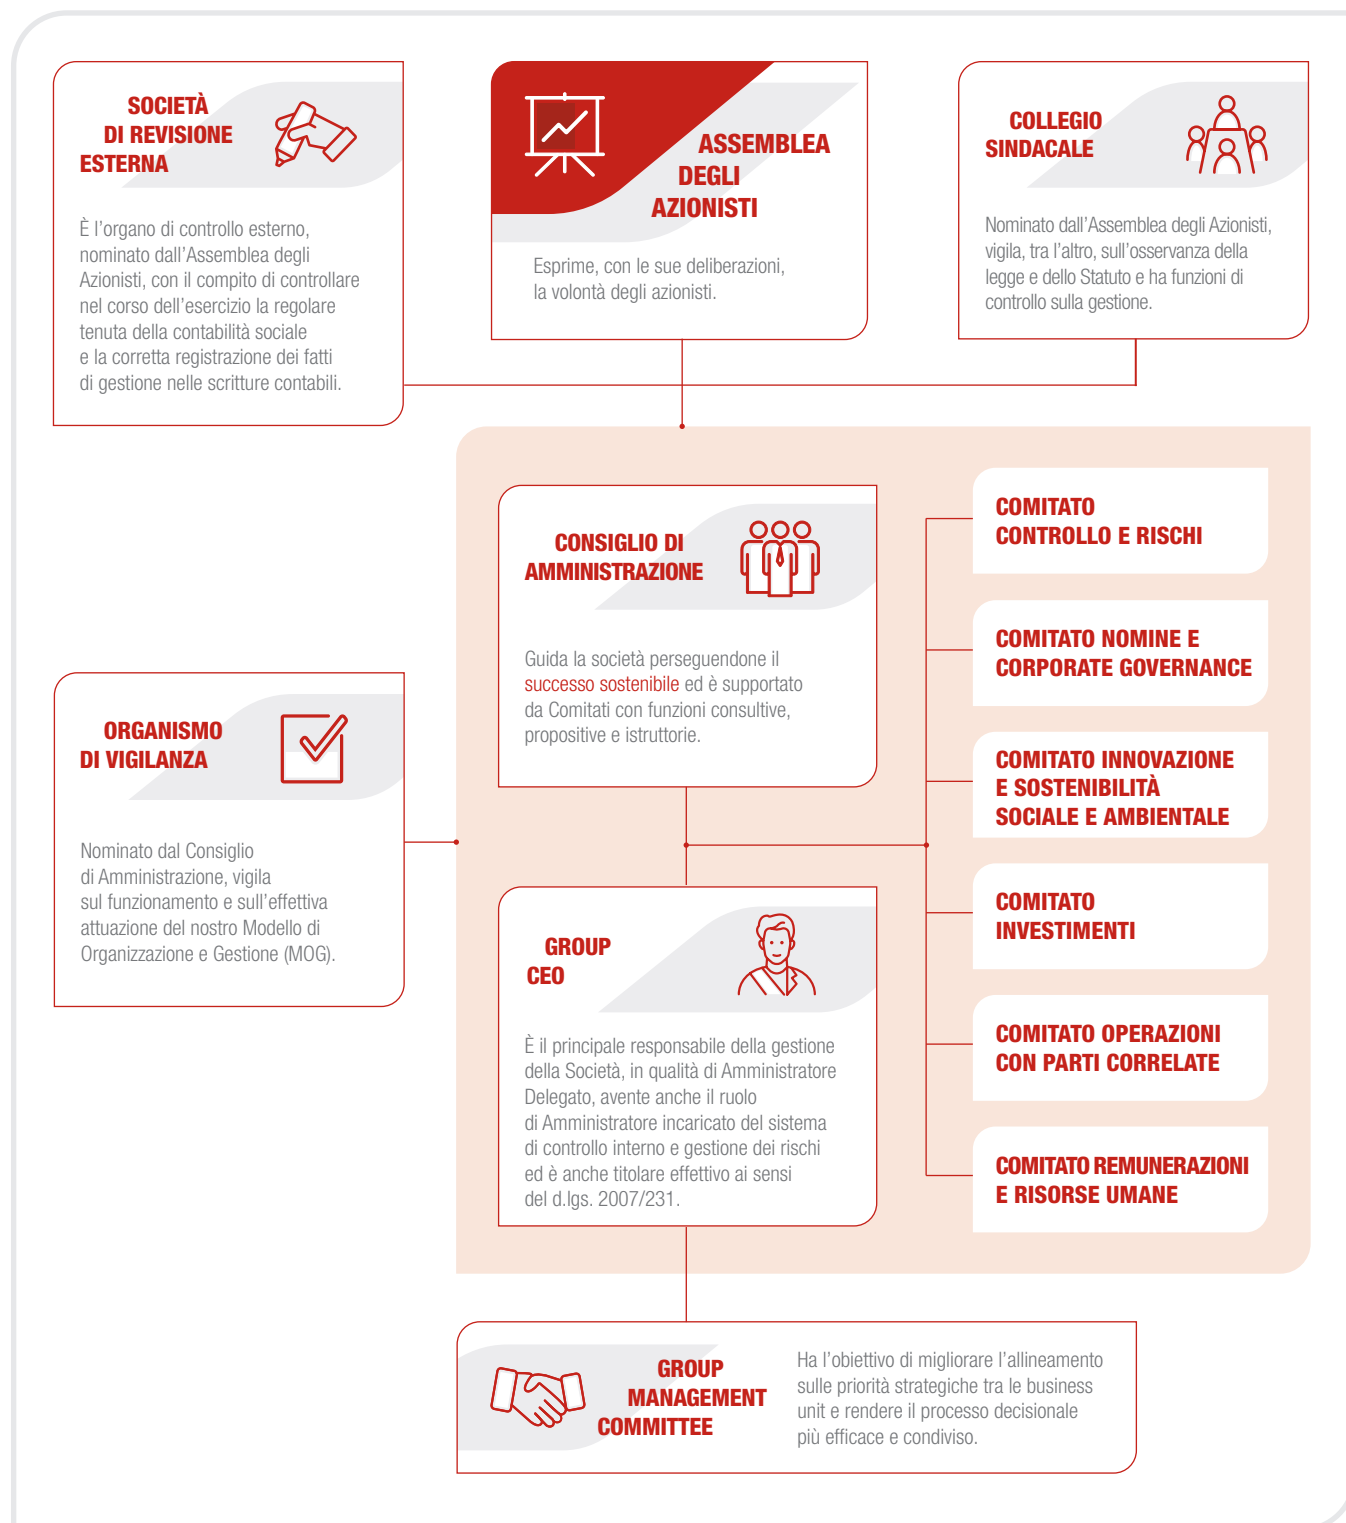 SOCIETÀ
DI REVISIONE
ESTERNA
È l’organo di controllo esterno,
nominato dall’Assemblea degli
Azionisti, con il compito di controllare
nel corso dell’esercizio la regolare
tenuta della contabilità sociale
e la corretta registrazione dei fatti
di gestione nelle scritture contabili.
ASSEMBLEA
DEGLI
AZIONISTI
Esprime, con le sue deliberazioni,
la volontà degli azionisti.
COLLEGIO
SINDACALE
Nominato dall’Assemblea degli Azionisti,
vigila, tra l’altro, sull’osservanza della
legge e dello Statuto e ha funzioni di
controllo sulla gestione.
ORGANISMO
DI VIGILANZA
Nominato dal Consiglio
di Amministrazione, vigila
sul funzionamento e sull’effettiva
attuazione del nostro Modello di
Organizzazione e Gestione (MOG).
CONSIGLIO DI
AMMINISTRAZIONE
Guida la società perseguendone il
successo sostenibile ed è supportato
da Comitati con funzioni consultive,
propositive e istruttorie.
GROUP
CEO
È il principale responsabile della gestione
della Società, in qualità di Amministratore
Delegato, avente anche il ruolo
di Amministratore incaricato del sistema
di controllo interno e gestione dei rischi
ed è anche titolare effettivo ai sensi
del d.lgs. 2007/231.
COMITATO
CONTROLLO E RISCHI
COMITATO NOMINE E
CORPORATE GOVERNANCE
COMITATO INNOVAZIONE
E SOSTENIBILITÀ
SOCIALE E AMBIENTALE
COMITATO
INVESTIMENTI
COMITATO OPERAZIONI
CON PARTI CORRELATE
COMITATO REMUNERAZIONI
E RISORSE UMANE
GROUP
MANAGEMENT
COMMITTEE
Ha l’obiettivo di migliorare l’allineamento
sulle priorità strategiche tra le business
unit e rendere il processo decisionale
più efficace e condiviso.